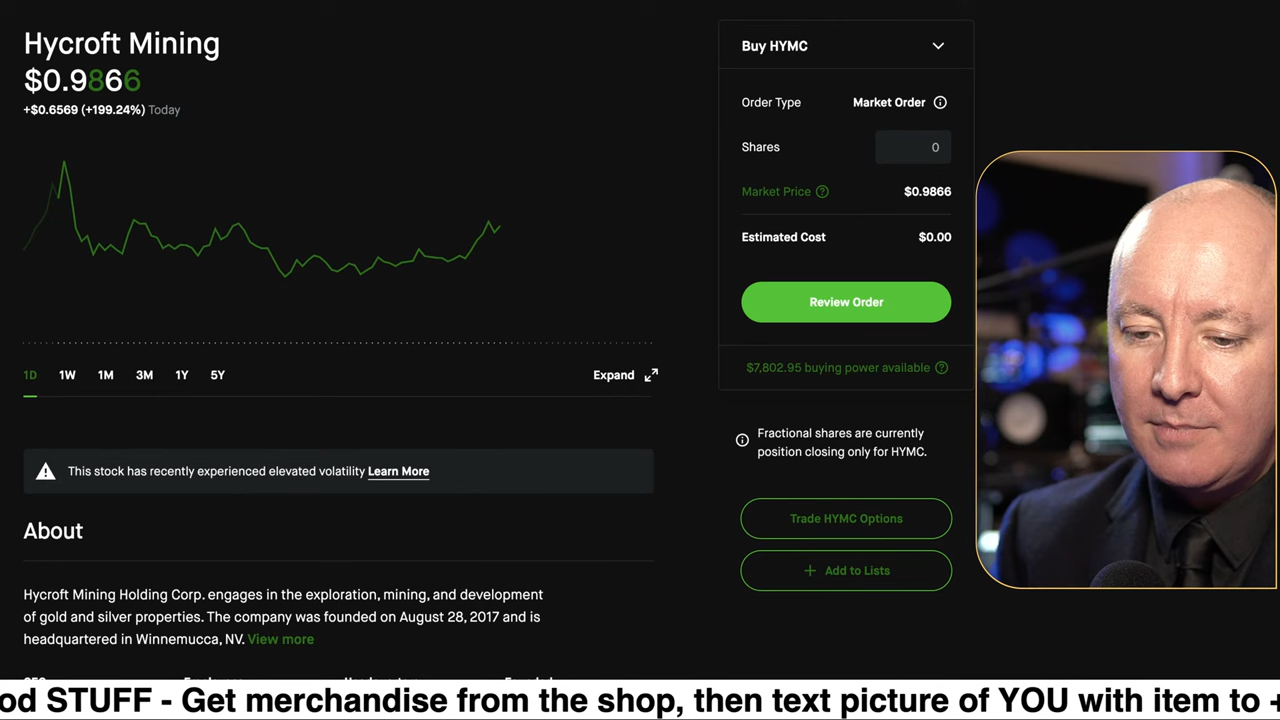 Hycroft Mining
$0.9866
+$0.6569 (+199.24%) Today
1D 1W 1M 3M 1Y 5Y Expand
This stock has recently experienced elevated volatility Learn More
About
Hycroft Mining Holding Corp. engages in the exploration, mining, and development
of gold and silver properties. The company was founded on August 28, 2017 and is
headquartered in Winnemucca, NV. View more
Buy HYMC
Order Type Market Order
Shares 0
Market Price $0.9866
Estimated Cost $0.00
Review Order
$7,802.95 buying power available
Fractional shares are currently
position closing only for HYMC.
Trade HYMC Options
+ Add to Lists
od STUFF - Get merchandise from the shop, then text picture of YOU with item to +